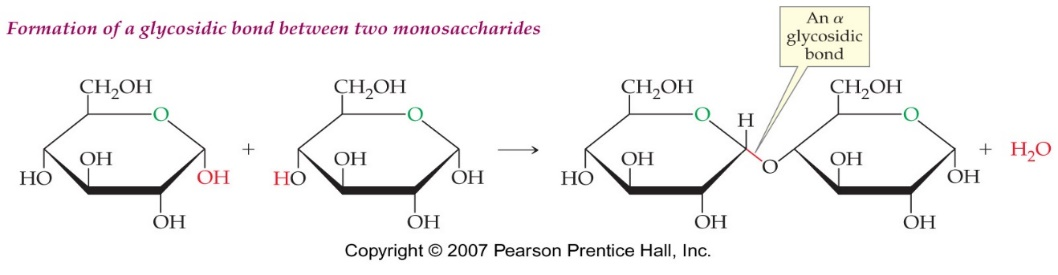 Formation of a glycosidic bond between two monosaccharides
An α
glycosidic
bond
CH₂OH
O
OH
HO
OH
OH
+
CH₂OH
O
OH
HO
OH
OH
CH₂OH
O
H
OH
HO
OH
O
CH₂OH
O
OH
OH
OH
+ H₂O
Copyright © 2007 Pearson Prentice Hall, Inc.